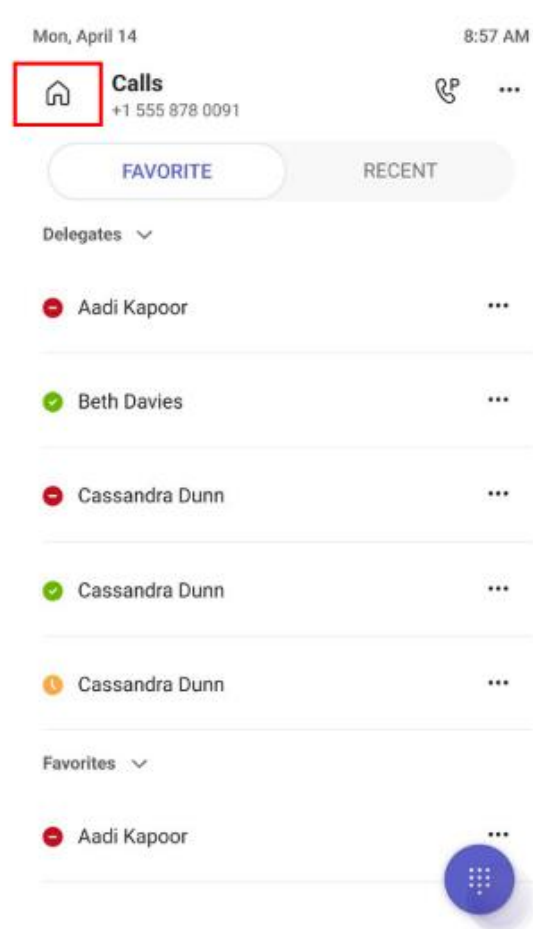 Mon, April 14 8:57 AM
Calls
+1 555 878 0091
FAVORITE RECENT
Delegates
Aadi Kapoor
Beth Davies
Cassandra Dunn
Cassandra Dunn
Cassandra Dunn
Favorites
Aadi Kapoor